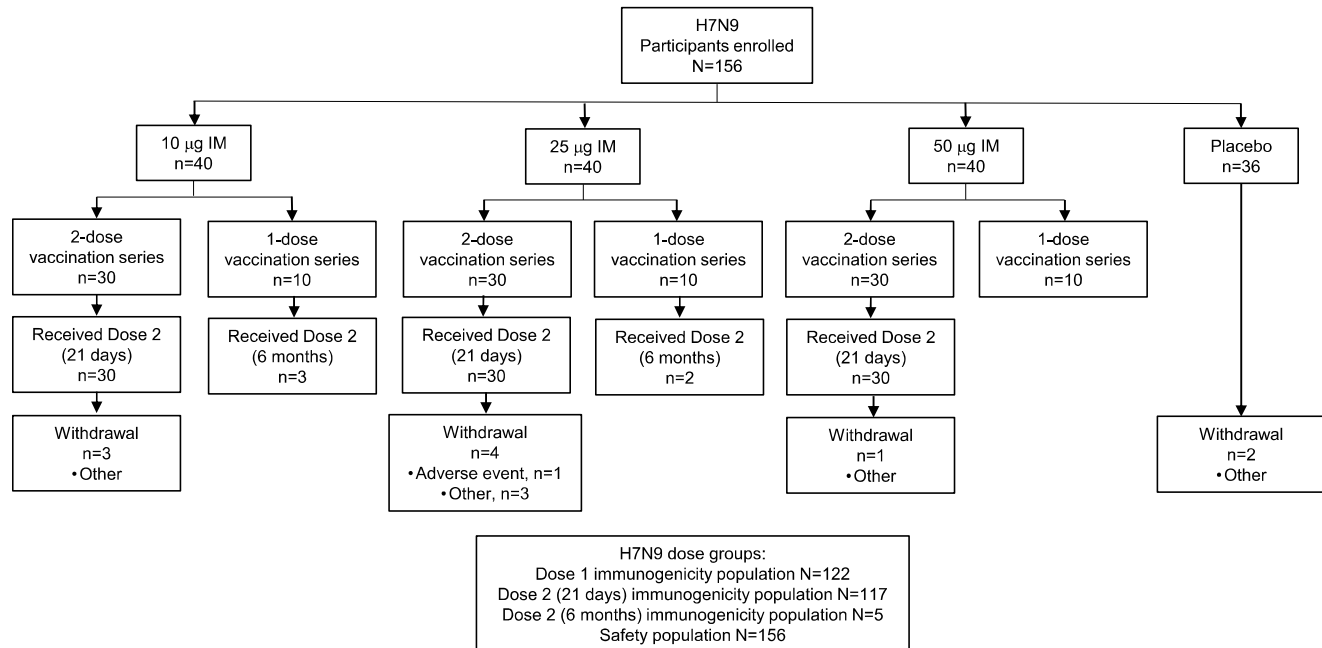 H7N9
Participants enrolled
N=156
10 μg IM
n=40
25 μg IM
n=40
50 μg IM
n=40
Placebo
n=36
2-dose
vaccination series
n=30
1-dose
vaccination series
n=10
2-dose
vaccination series
n=30
1-dose
vaccination series
n=10
2-dose
vaccination series
n=30
1-dose
vaccination series
n=10
Received Dose 2
(21 days)
n=30
Received Dose 2
(6 months)
n=3
Received Dose 2
(21 days)
n=30
Received Dose 2
(6 months)
n=2
Received Dose 2
(21 days)
n=30
Withdrawal
n=3
•Other
Withdrawal
n=4
•Adverse event, n=1
•Other, n=3
Withdrawal
n=1
•Other
Withdrawal
n=2
•Other
H7N9 dose groups:
Dose 1 immunogenicity population N=122
Dose 2 (21 days) immunogenicity population N=117
Dose 2 (6 months) immunogenicity population N=5
Safety population N=156